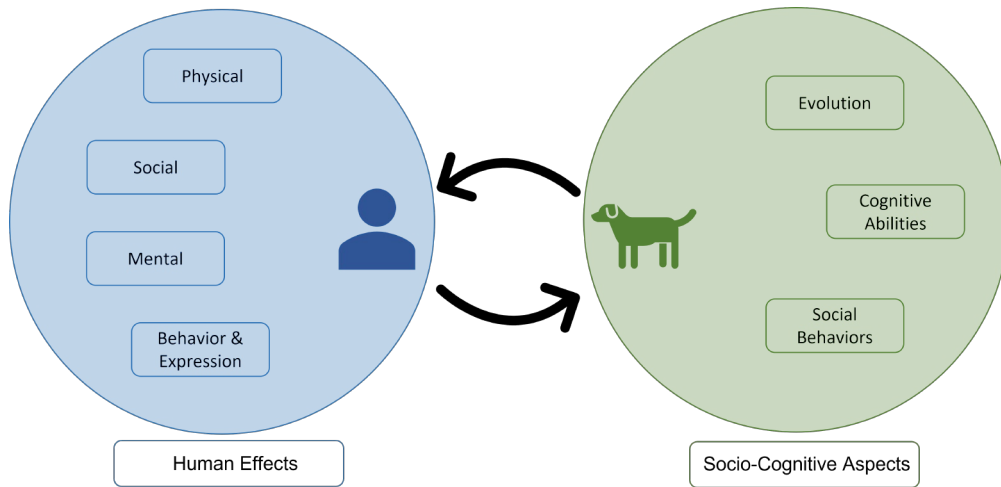 Physical
Social
Mental
Behavior &
Expression
Human Effects
Evolution
Cognitive
Abilities
Social
Behaviors
Socio-Cognitive Aspects